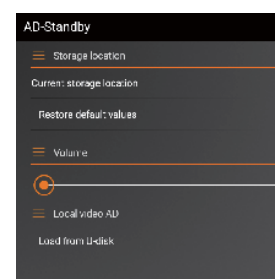 AD-Standby
Storage location
Current storage location
Restore default values
Volume
Local video AD
Load from U-disk